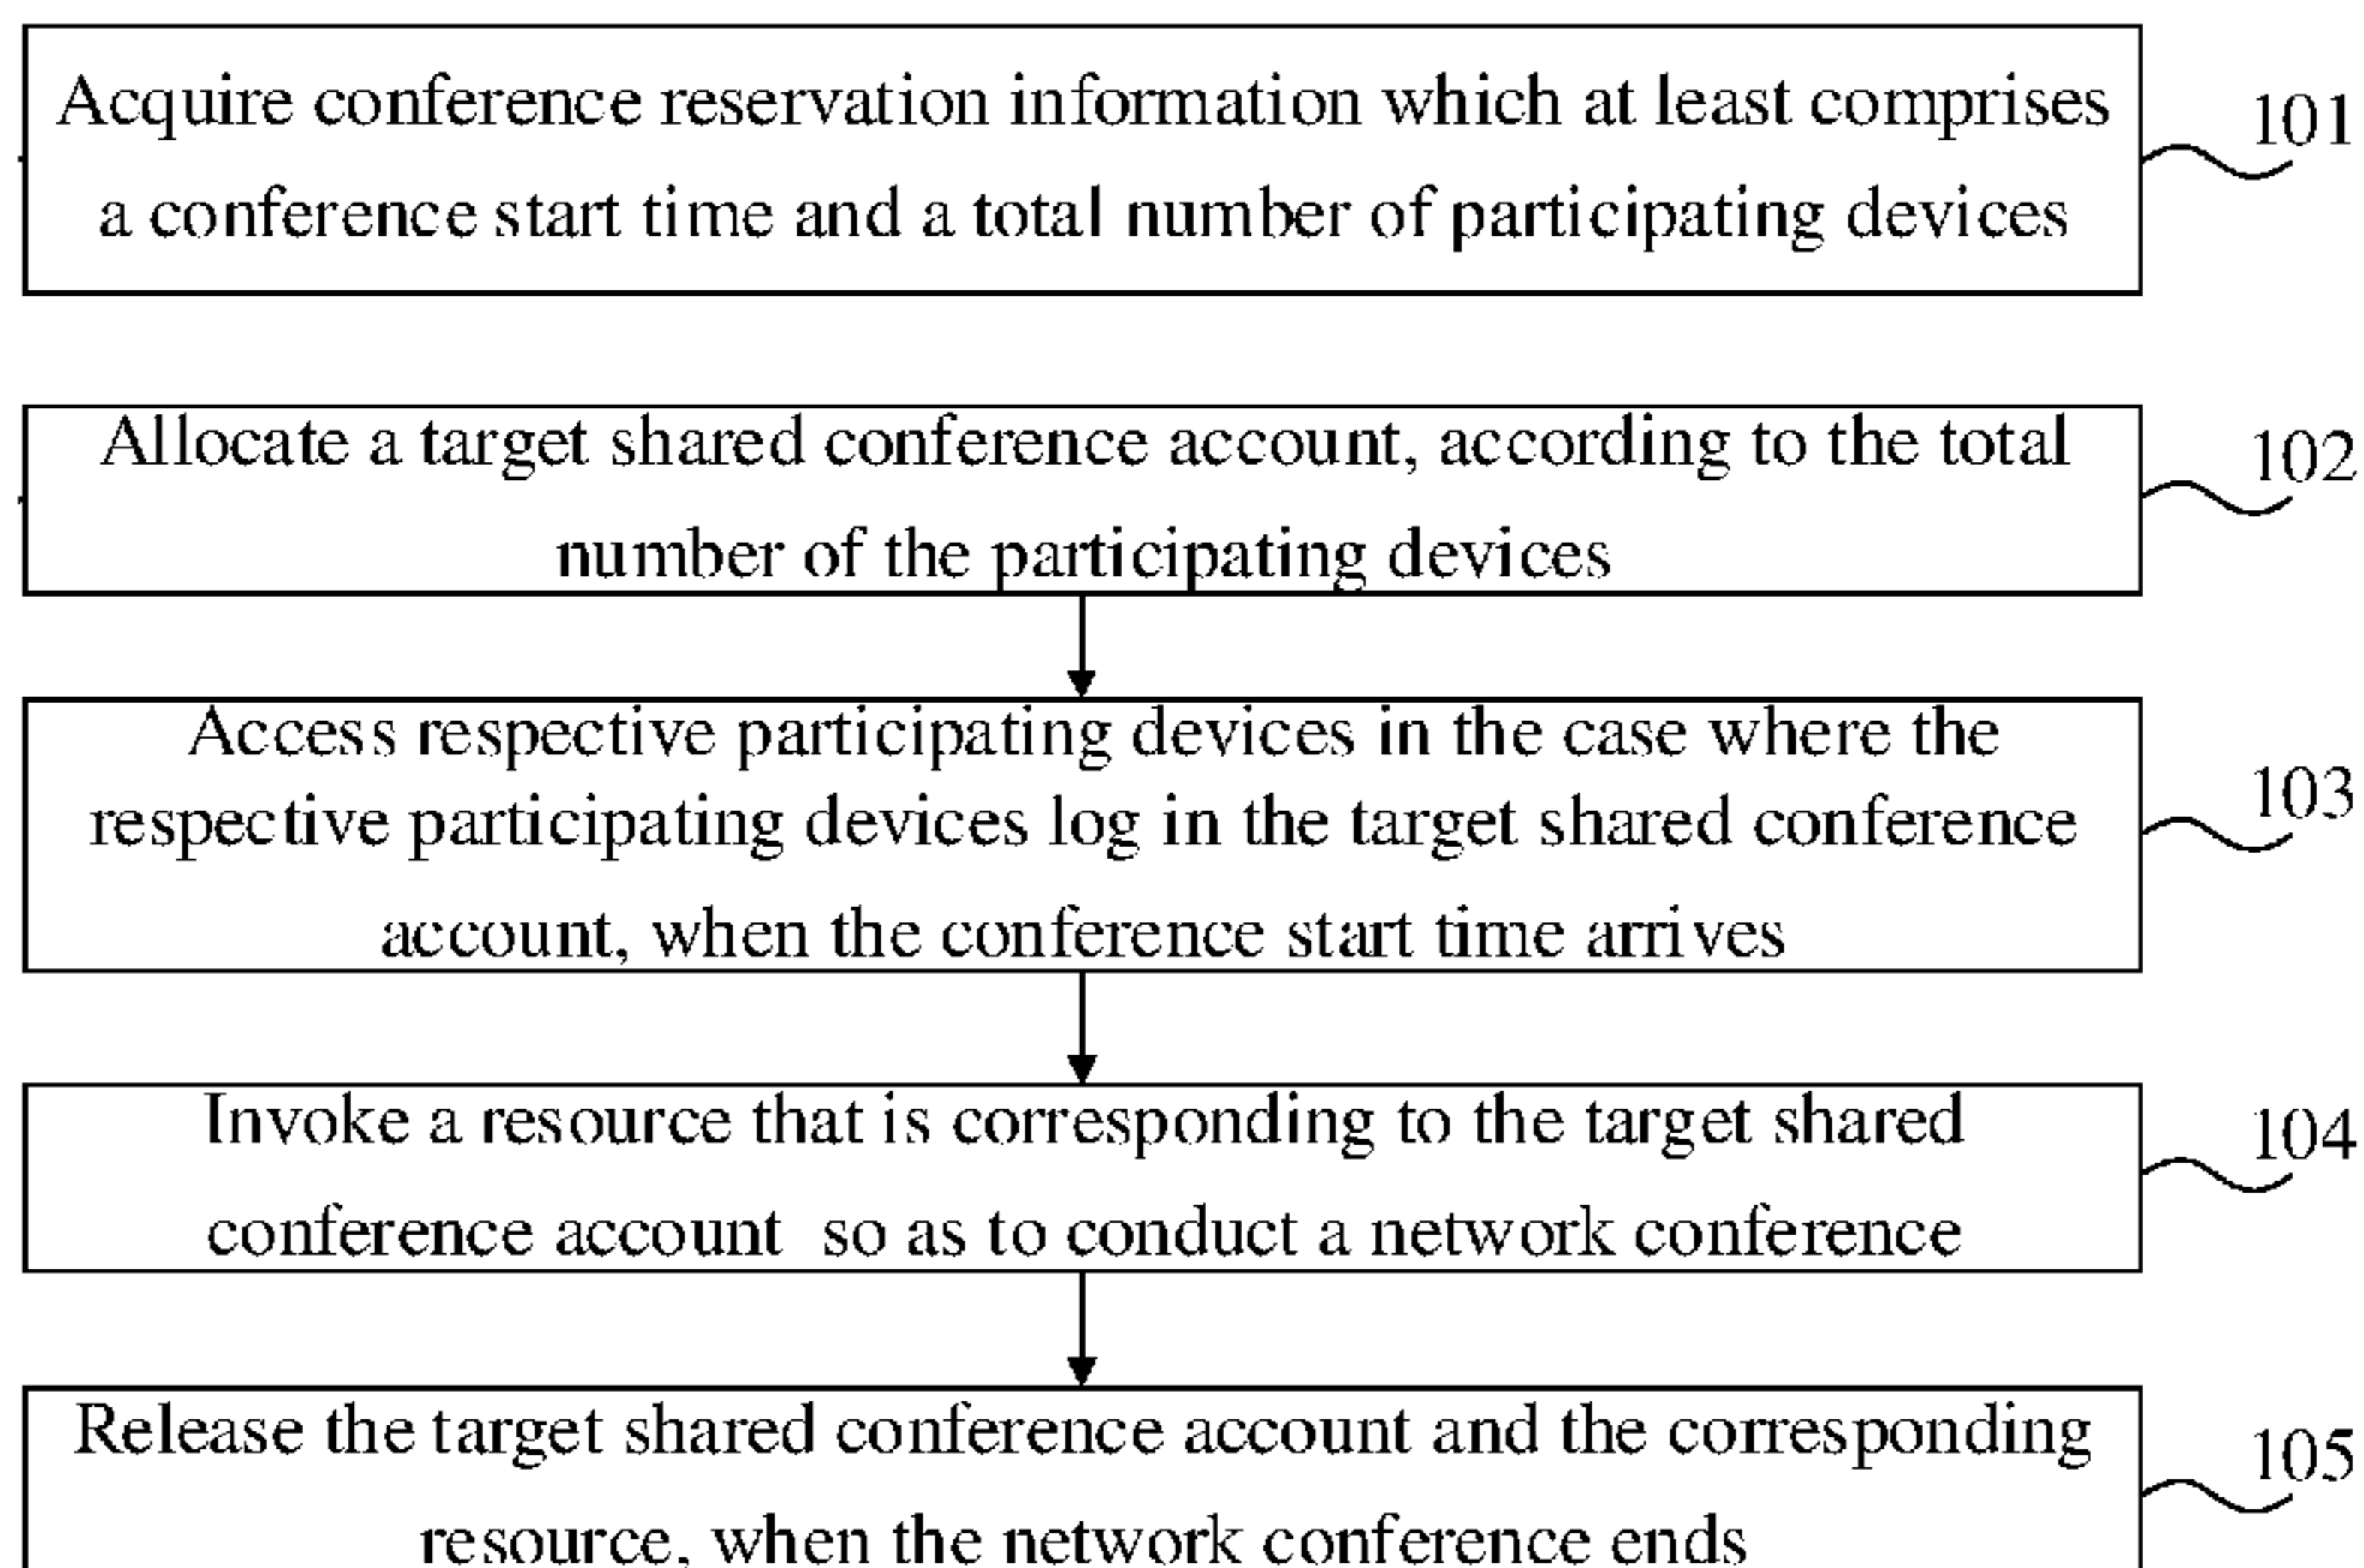 Acquire conference reservation information which at least comprises
a conference start time and a total number of participating devices
101
Allocate a target shared conference account, according to the total
number of the participating devices
102
Access respective participating devices in the case where the
respective participating devices log in the target shared conference
account, when the conference start time arrives
103
Invoke a resource that is corresponding to the target shared
conference account so as to conduct a network conference
104
Release the target shared conference account and the corresponding
resource, when the network conference ends
105